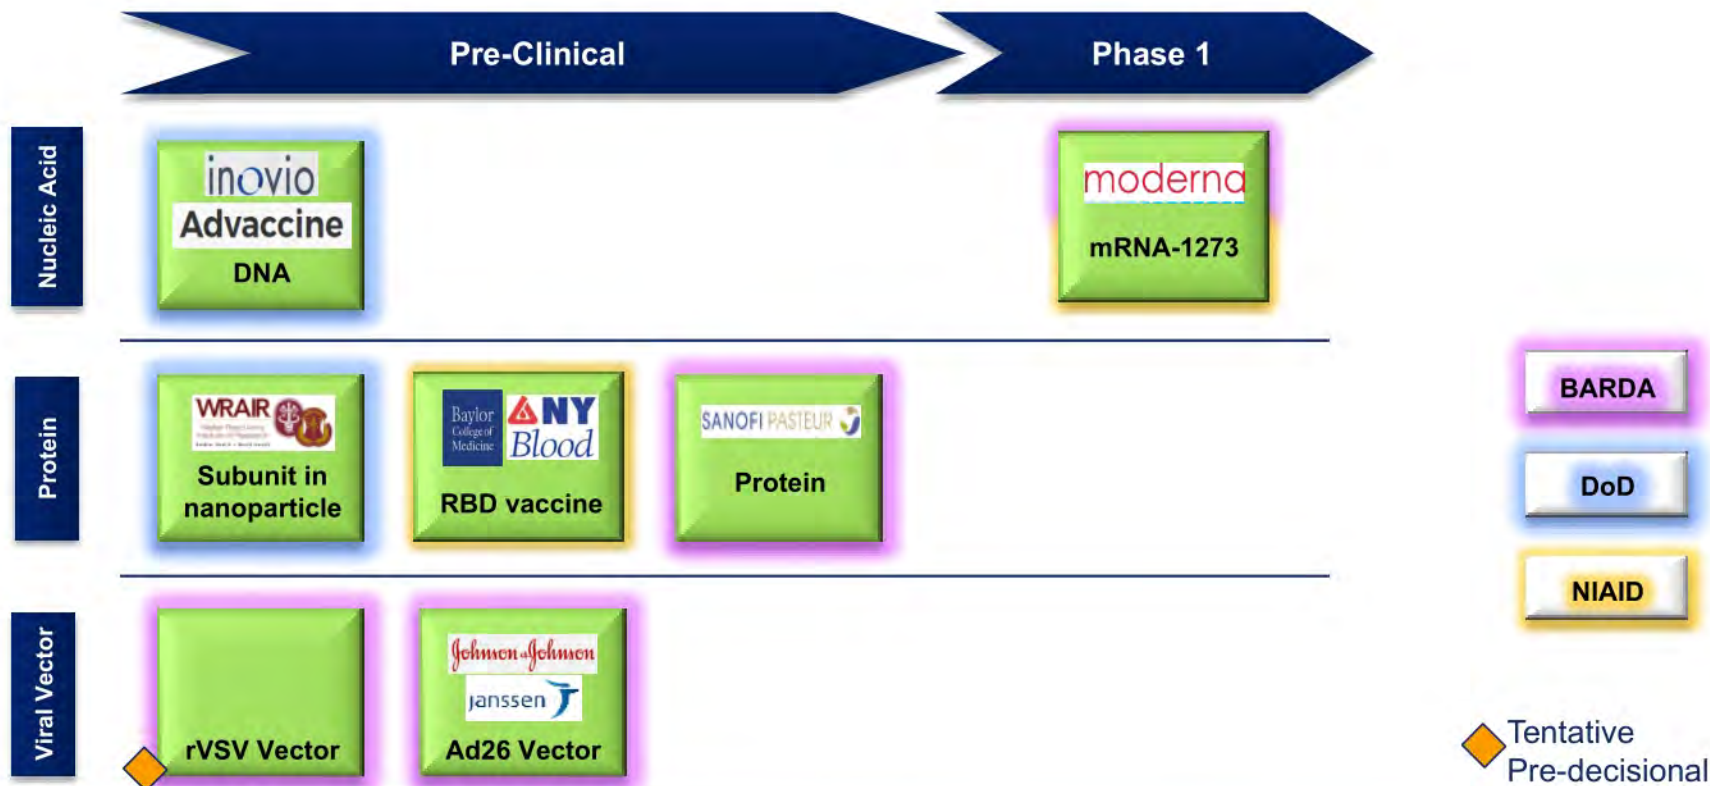 Pre-Clinical
Phase 1
Nucleic Acid
inovio
Advaccine
DNA
moderna
mRNA-1273
Protein
WRAIR
Subunit in
nanoparticle
Baylor
College of
Medicine
NY
Blood
RBD vaccine
SANOFI PASTEUR
Protein
Viral Vector
rVSV Vector
Johnson & Johnson
Janssen
Ad26 Vector
BARDA
DoD
NIAID
Tentative
Pre-decisional